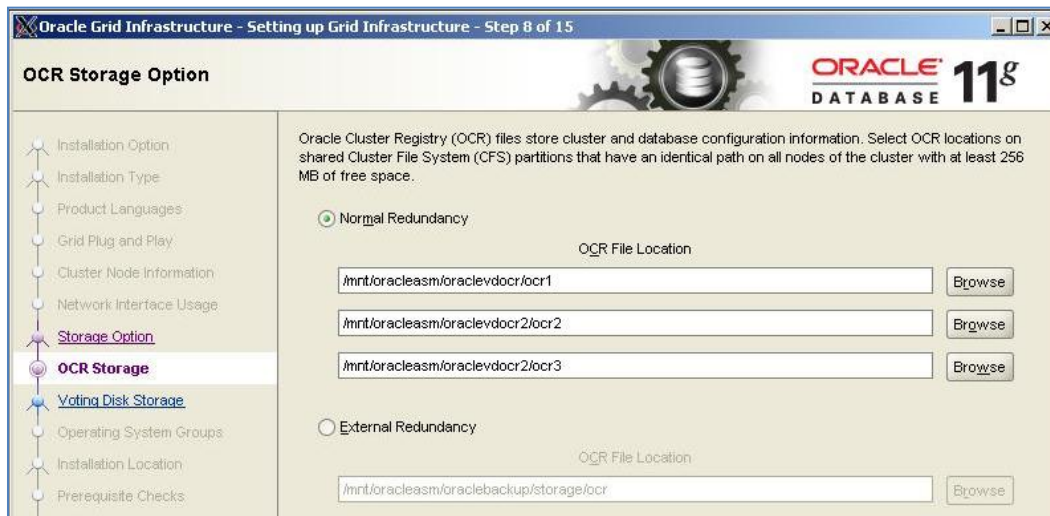 Oracle Grid Infrastructure - Setting up Grid Infrastructure - Step 8 of 15
OCR Storage Option
ORACLE
DATABASE 11g
Installation Option
Installation Type
Product Languages
Grid Plug and Play
Cluster Node Information
Network Interface Usage
Storage Option
OCR Storage
Voting Disk Storage
Operating System Groups
Installation Location
Prerequisite Checks
Oracle Cluster Registry (OCR) files store cluster and database configuration information. Select OCR locations on
shared Cluster File System (CFS) partitions that have an identical path on all nodes of the cluster with at least 256
MB of free space.
Normal Redundancy
OCR File Location
/mnt/oracleasm/oraclevdocr/ocr1 Browse
/mnt/oracleasm/oraclevdocr2/ocr2 Browse
/mnt/oracleasm/oraclevdocr2/ocr3 Browse
External Redundancy
OCR File Location
/mnt/oracleasm/oraclebackup/storage/ocr Browse